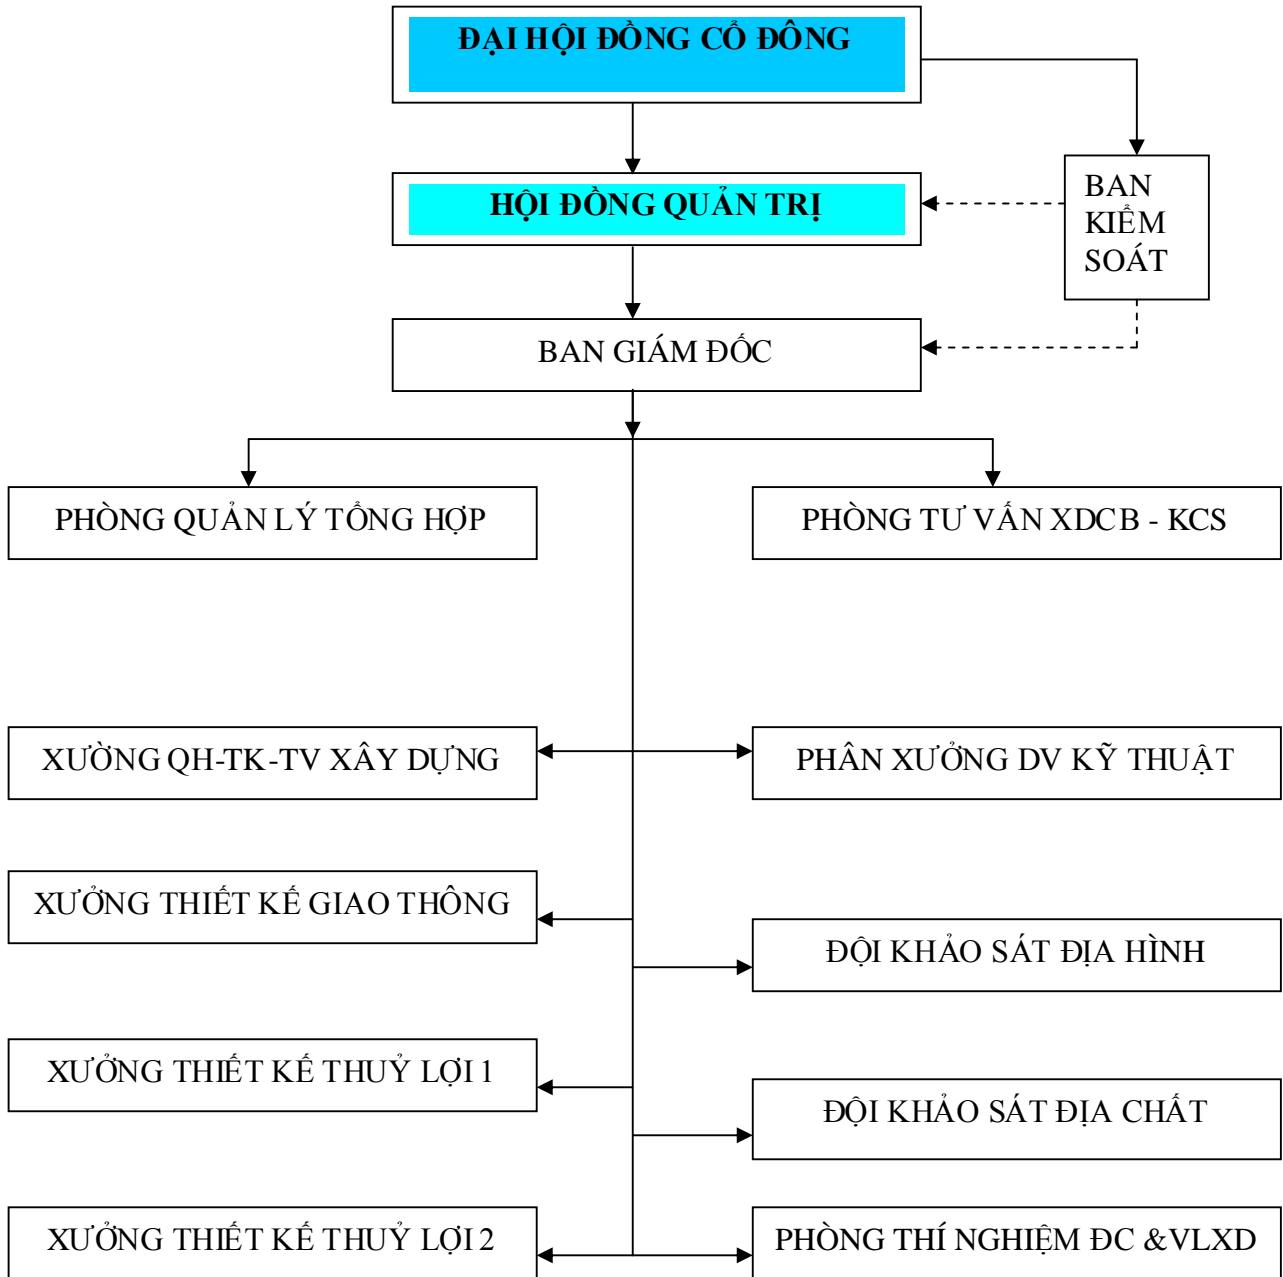 ĐẠI HỘI ĐỒNG CỔ ĐÔNG
HỘI ĐỒNG QUẢN TRỊ
BAN
KIỂM
SOÁT
BAN GIÁM ĐỐC
PHÒNG QUẢN LÝ TỔNG HỢP
PHÒNG TƯ VẤN XDCB - KCS
XƯỜNG QH-TK-TV XÂY DỰNG
PHÂN XƯỞNG DV KỸ THUẬT
XƯỞNG THIẾT KẾ GIAO THÔNG
ĐỘI KHẢO SÁT ĐỊA HÌNH
XƯỞNG THIẾT KẾ THUỶ LỢI 1
ĐỘI KHẢO SÁT ĐỊA CHẤT
XƯỞNG THIẾT KẾ THUỶ LỢI 2
PHÒNG THÍ NGHIỆM ĐC &VLXD